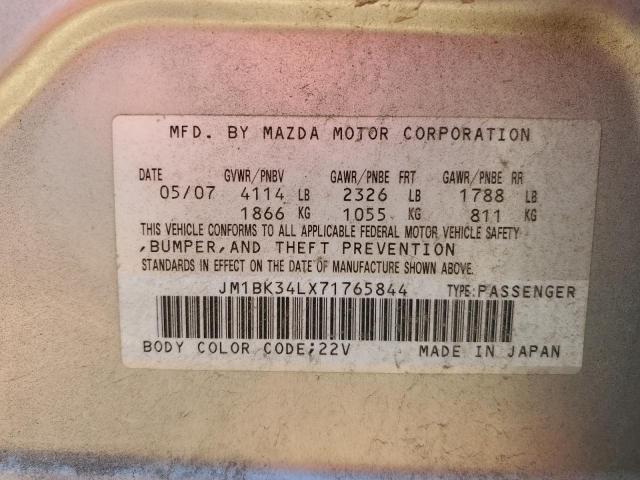 MFD. BY MAZDA MOTOR CORPORATION
DATE GVWR/PNBV GAWR/PNBE FRT GAWR/PNBE RR
05/07 4114 LB 2326 LB 1788 LB
1866 KG 1055 KG 811 KG
THIS VEHICLE CONFORMS TO ALL APPLICABLE FEDERAL MOTOR VEHICLE SAFETY
,BUMPER,AND THEFT PREVENTION
STANDARDS IN EFFECT ON THE DATE OF MANUFACTURE SHOWN ABOVE.
JM1BK34LX71765844 TYPE:PASSENGER
BODY COLOR CODE;22V MADE IN JAPAN